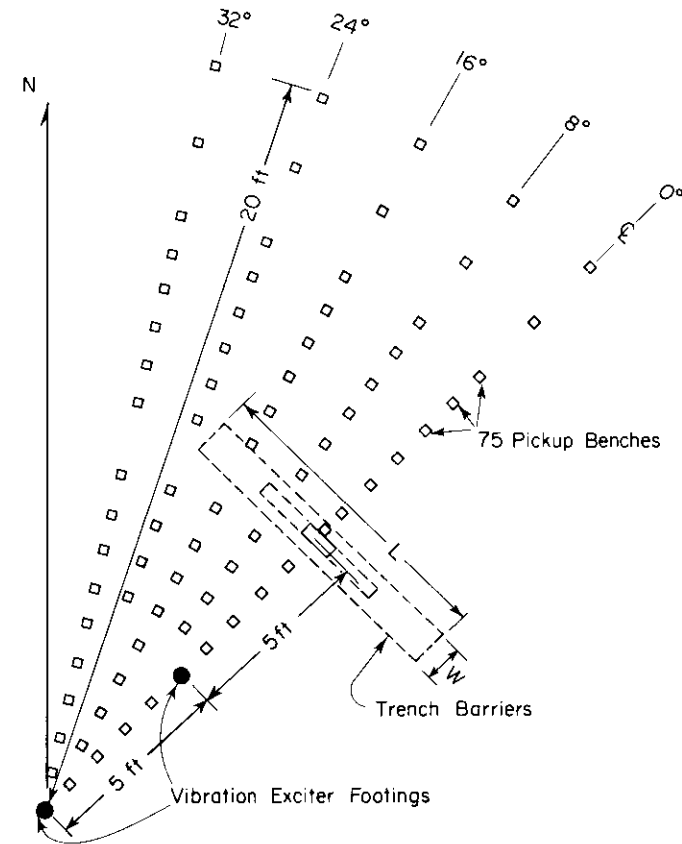 32°
24°
16°
8°
0°
N
℄
20 ft
75 Pickup Benches
L
5 ft
W
Trench Barriers
5 ft
Vibration Exciter Footings